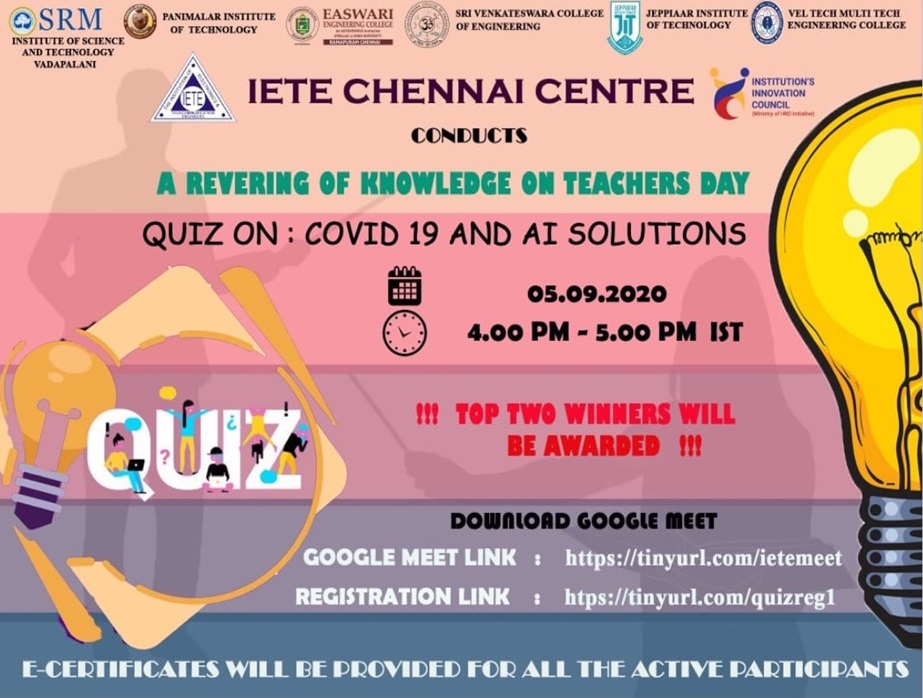 SRM
INSTITUTE OF SCIENCE
AND TECHNOLOGY
VADAPALANI
PANIMALAR INSTITUTE
OF TECHNOLOGY
EASWARI
ENGINEERING COLLEGE
RAMAPURAM CHENNAI
SRI VENKATESWARA COLLEGE
OF ENGINEERING
JEPPIAAR INSTITUTE
OF TECHNOLOGY
VEL TECH MULTI TECH
ENGINEERING COLLEGE
IETE
IETE CHENNAI CENTRE
INSTITUTION'S
INNOVATION
COUNCIL
(Ministry of HRD Initiative)
CONDUCTS
A REVERING OF KNOWLEDGE ON TEACHERS DAY
QUIZ ON : COVID 19 AND AI SOLUTIONS
05.09.2020
4.00 PM - 5.00 PM IST
QUIZ
!!! TOP TWO WINNERS WILL
BE AWARDED !!!
DOWNLOAD GOOGLE MEET
GOOGLE MEET LINK : https://tinyurl.com/ietemeet
REGISTRATION LINK : htps://tinyurl.com/quizreg1
E-CERTIFICATES WILL BE PROVIDED FOR ALL THE ACTIVE PARTICIPANTS